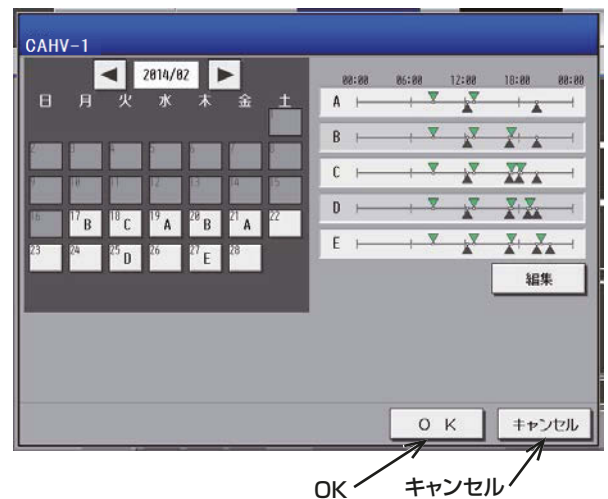 CAHV-1
2014/02
日 月 火 水 木 金 土
1
2 3 4 5 6 7 8
9 10 11 12 13 14 15
16 17 B 18 C 19 A 20 B 21 A 22
23 24 25 D 26 27 E 28
00:00 06:00 12:00 18:00 00:00
A
B
C
D
E
編集
OK キャンセル
OK キャンセル